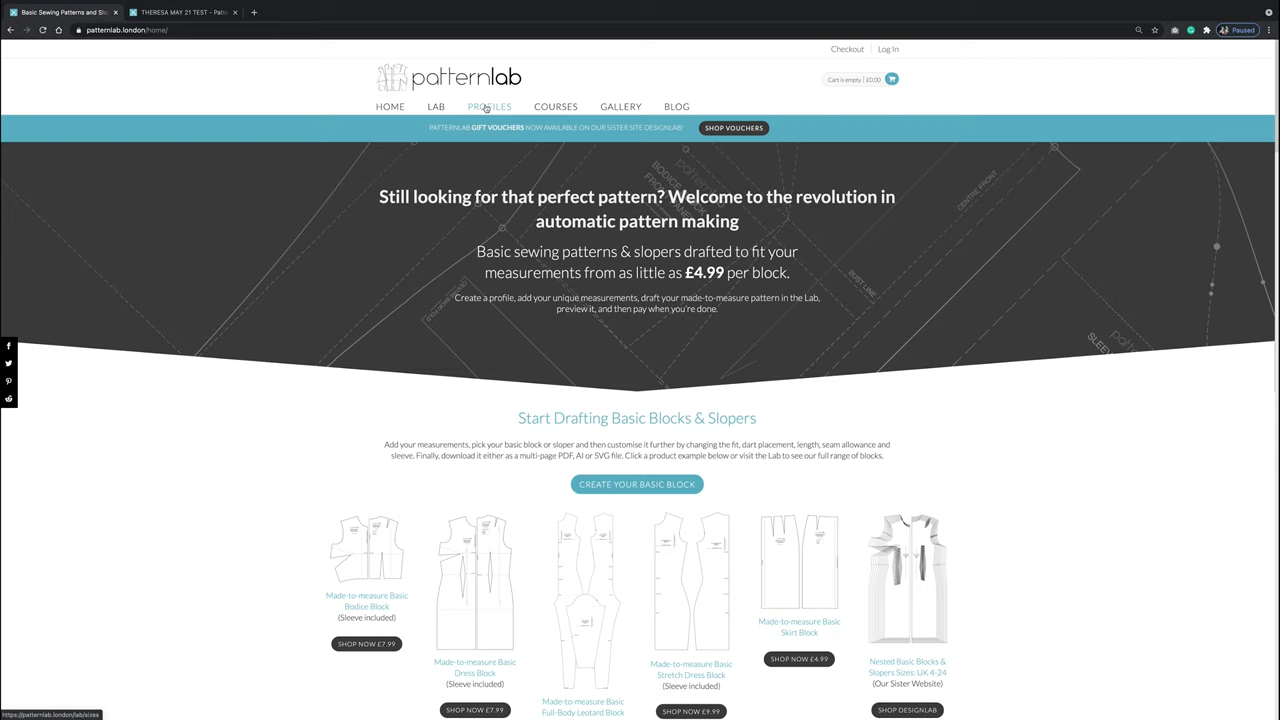 Basic Sewing Patterns and Slo
THERESA MAY 21 TEST - Patt
patternlab.london/home/
Paused
Checkout
Log In
patternlab
Cart is empty | £0.00
HOME
LAB
PROFILES
COURSES
GALLERY
BLOG
PATTERNLAB GIFT VOUCHERS NOW AVAILABLE ON OUR SISTER SITE DESIGNLAB!
SHOP VOUCHERS
Still looking for that perfect pattern? Welcome to the revolution in
automatic pattern making
Basic sewing patterns & slopers drafted to fit your
measurements from as little as £4.99 per block.
Create a profile, add your unique measurements, draft your made-to-measure pattern in the Lab,
preview it, and then pay when you're done.
CENTRE FRONT
BUST LINE
Start Drafting Basic Blocks & Slopers
Add your measurements, pick your basic block or sloper and then customise it further by changing the fit, dart placement, length, seam allowance and
sleeve. Finally, download it either as a multi-page PDF, AI or SVG file. Click a product example below or visit the Lab to see our full range of blocks.
CREATE YOUR BASIC BLOCK
Made-to-measure Basic
Bodice Block
(Sleeve included)
SHOP NOW £7.99
Made-to-measure Basic
Dress Block
(Sleeve included)
SHOP NOW £7.99
Made-to-measure Basic
Full-Body Leotard Block
Made-to-measure Basic
Stretch Dress Block
(Sleeve included)
SHOP NOW £9.99
Made-to-measure Basic
Skirt Block
SHOP NOW £4.99
Nested Basic Blocks &
Slopers Sizes: UK 4-24
(Our Sister Website)
SHOP DESIGNLAB
https://patternlab.london/lab/sizes